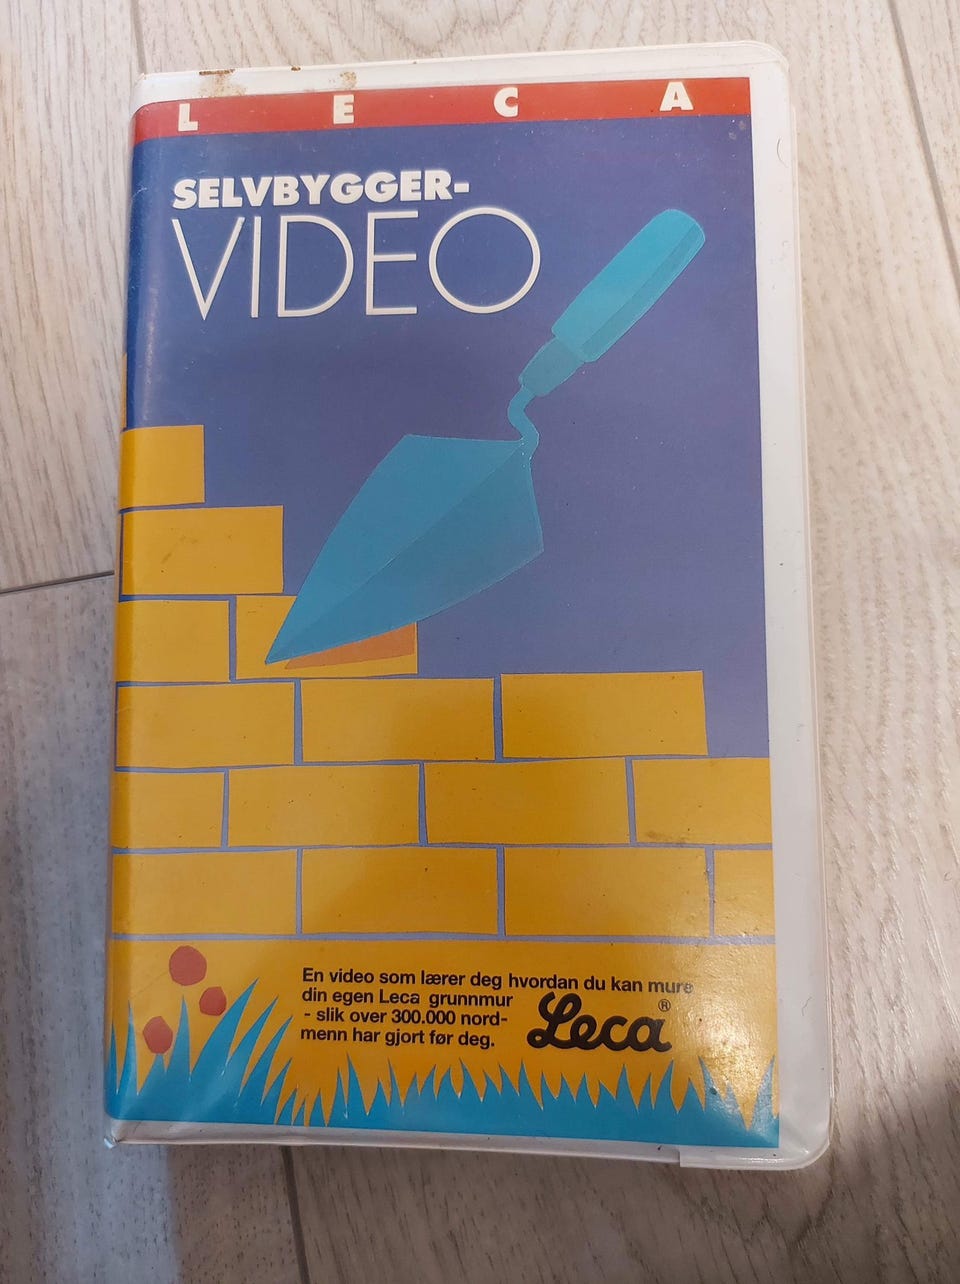 LECA
SELVBYGGER-
VIDEO
En video som lærer deg hvordan du kan mure
din egen Leca grunnmur
- slik over 300.000 nord-
menn har gjort før deg.
Leca®